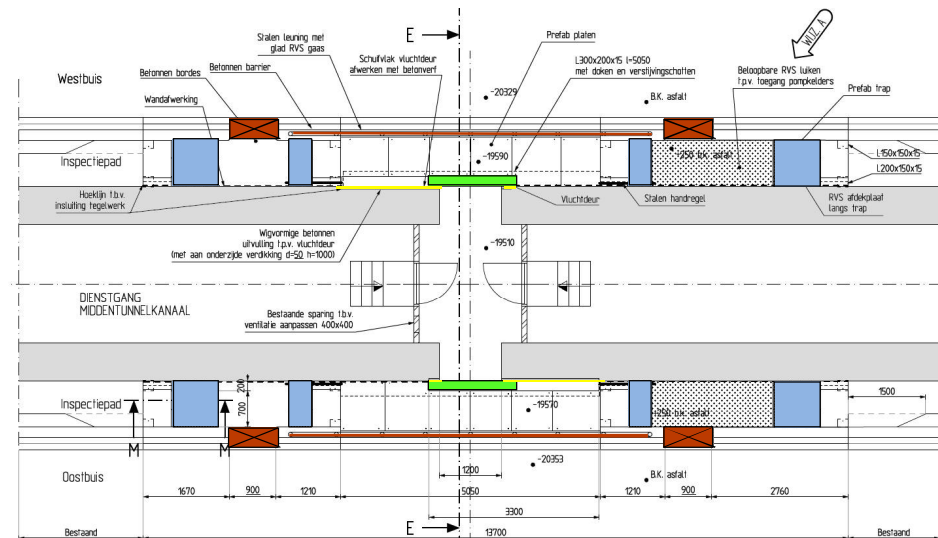 E
WIJZ. A
Stalen leuning met
glad RVS gaas
Prefab platen
Schuifvlak vluchtdeur
afwerken met betonverf
L300x200x15 l=5050
met doken en verstijvingschotten
Beloopbare RVS luiken
t.p.v. toegang pompkelders
Westbuis
Betonnen bordes
Betonnen barrier
Prefab trap
Wandafwerking
-20329
B.K. asfalt
Inspectiepad
-19590
+250 b.k. asfalt
L150x150x15
L200x150x15
Hoeklijn t.b.v.
insluiting tegelwerk
Vluchtdeur
Stalen handregel
RVS afdekplaat
langs trap
Wigvormige betonnen
uitvulling t.p.v. vluchtdeur
(met aan onderzijde verdikking d=50 h=1000)
-19510
DIENSTGANG
MIDDENTUNNELKANAAL
Bestaande sparing t.b.v.
ventilatie aanpassen 400x400
200
700
Inspectiepad
-19570
+250 b.k. asfalt
1500
M
M
-20353
Oostbuis
1200
B.K. asfalt
1670
900
1210
5050
1210
900
2760
3300
E
Bestaand
13700
Bestaand